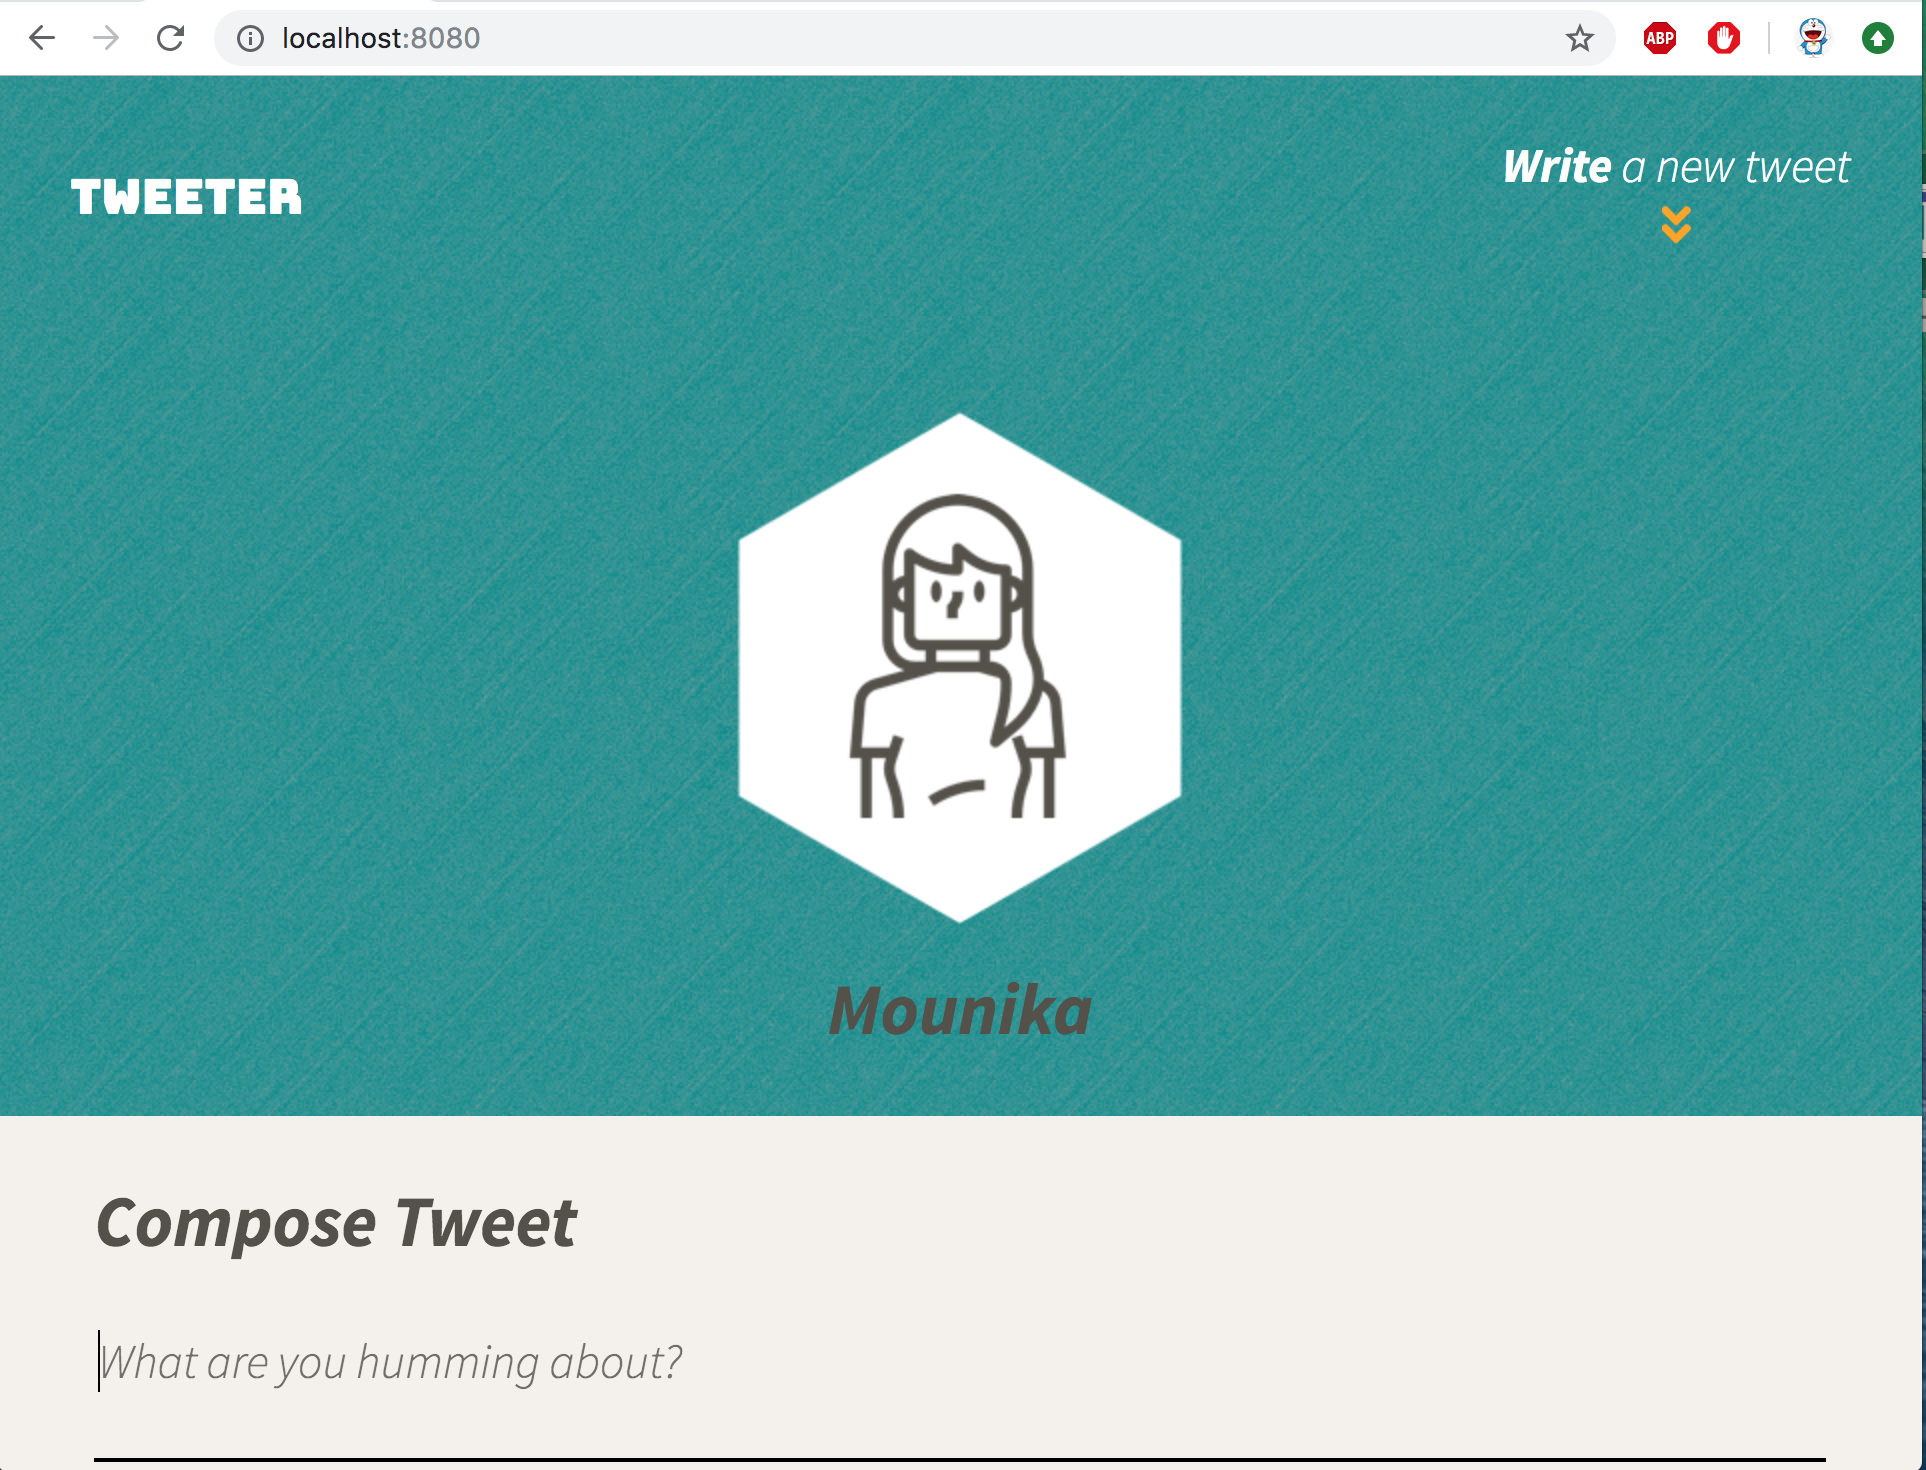 localhost:8080
ABP
TWEETER
Write a new tweet
Mounika
Compose Tweet
What are you humming about?